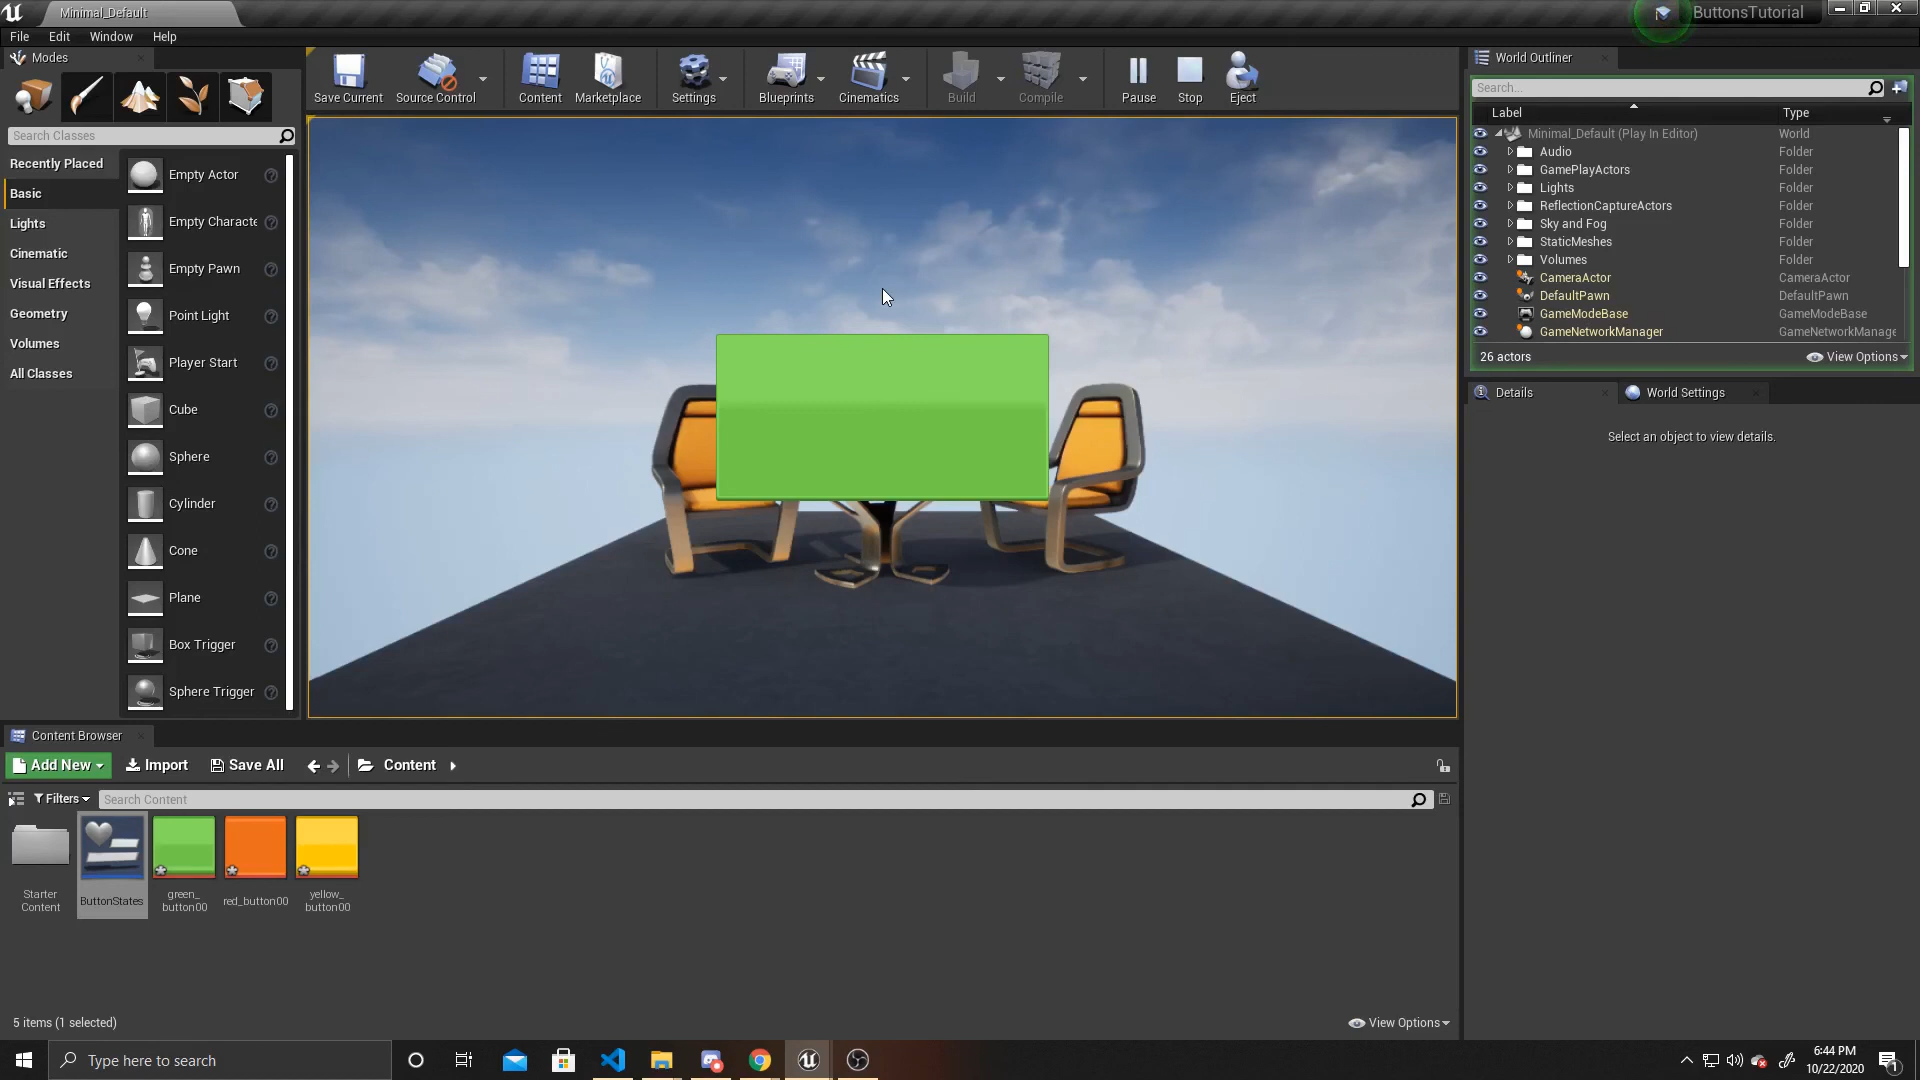 Minimal_Default
ButtonsTutorial
File Edit Window Help
Modes
Search Classes
Recently Placed
Basic
Lights
Cinematic
Visual Effects
Geometry
Volumes
All Classes
Empty Actor
Empty Characte
Empty Pawn
Point Light
Player Start
Cube
Sphere
Cylinder
Cone
Plane
Box Trigger
Sphere Trigger
Save Current Source Control Content Marketplace Settings Blueprints Cinematics Build Compile Pause Stop Eject
World Outliner
Search...
Label Type
Minimal_Default (Play In Editor) World
Audio Folder
GamePlayActors Folder
Lights Folder
ReflectionCaptureActors Folder
Sky and Fog Folder
StaticMeshes Folder
Volumes Folder
CameraActor CameraActor
DefaultPawn DefaultPawn
GameModeBase GameModeBase
GameNetworkManager GameNetworkManage
26 actors View Options
Details World Settings
Select an object to view details.
Content Browser
Add New Import Save All Content
Filters Search Content
Starter
Content
ButtonStates
green_
button00
red_button00
yellow_
button00
5 items (1 selected) View Options
Type here to search
6:44 PM
10/22/2020
1